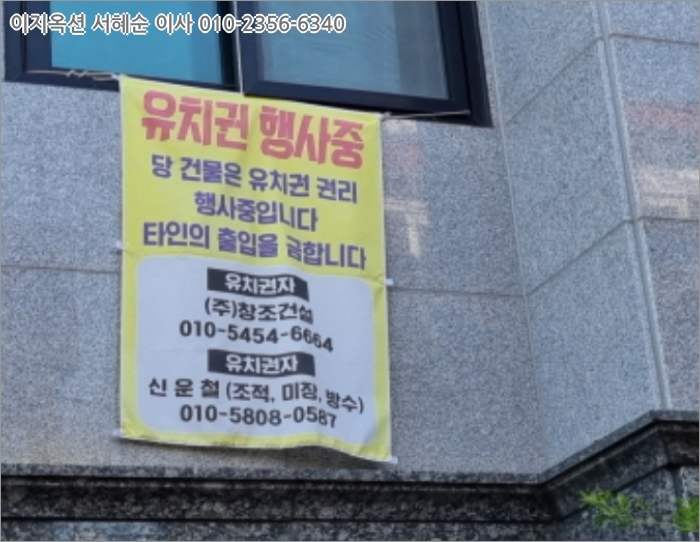 이지옥션 서혜순 이사 010-2356-6340
유치권 행사중
당 건물은 유치권 권리
행사중입니다
타인의 출입을 금합니다
유치권자
(주)창조건설
010-5454-6664
유치권자
신운철 (조적, 미장, 방수)
010-5808-0587